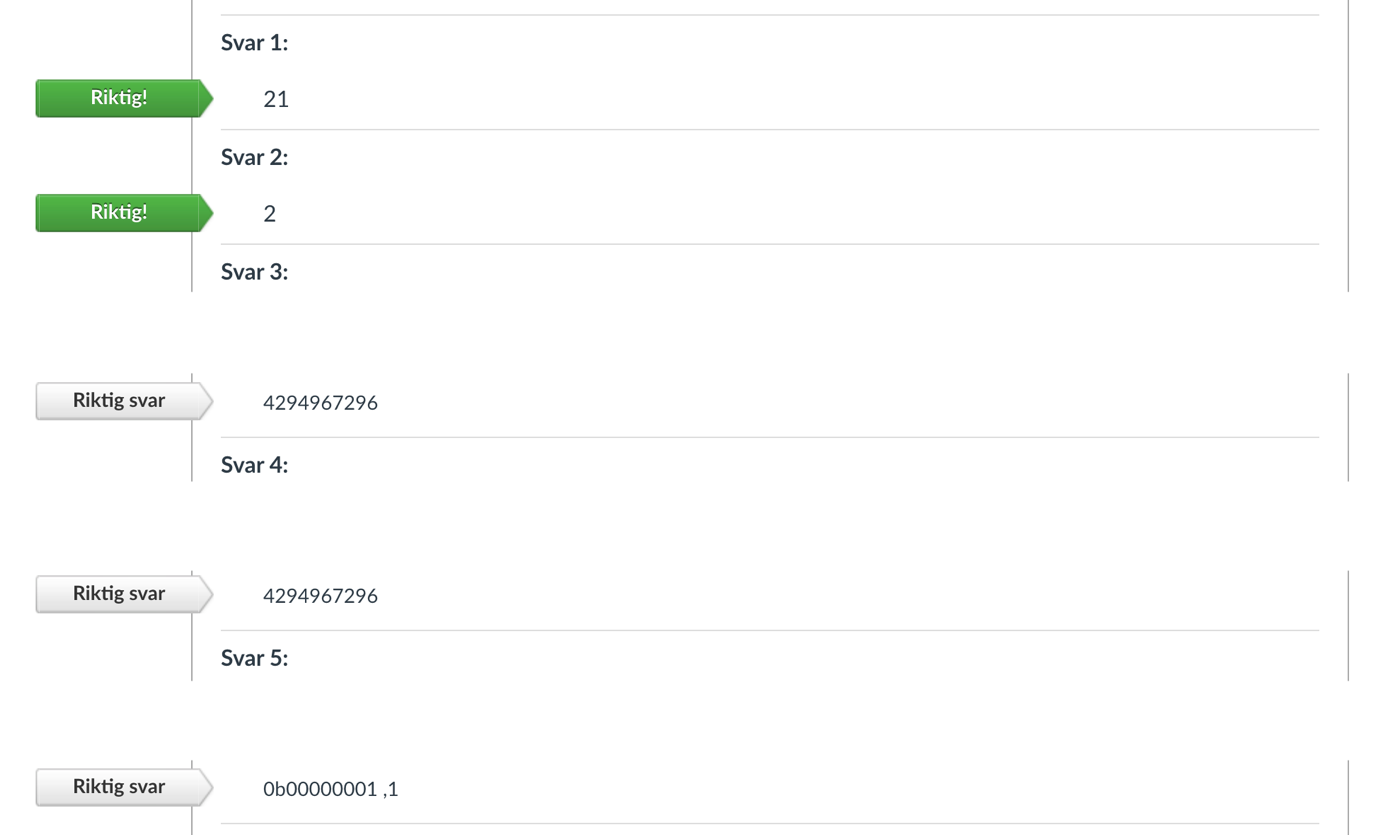 Svar 1:
Riktig! 21
Svar 2:
Riktig! 2
Svar 3:
Riktig svar 4294967296
Svar 4:
Riktig svar 4294967296
Svar 5:
Riktig svar 0b00000001 ,1